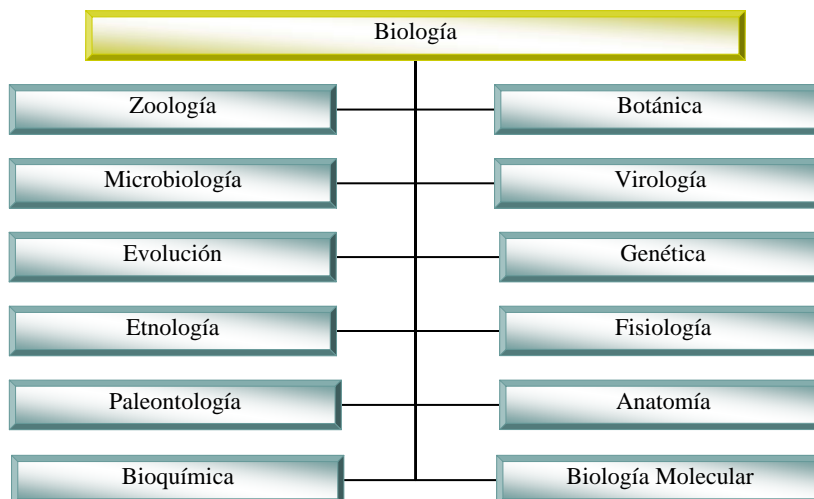 Biología
Zoología
Botánica
Microbiología
Virología
Evolución
Genética
Etnología
Fisiología
Paleontología
Anatomía
Bioquímica
Biología Molecular